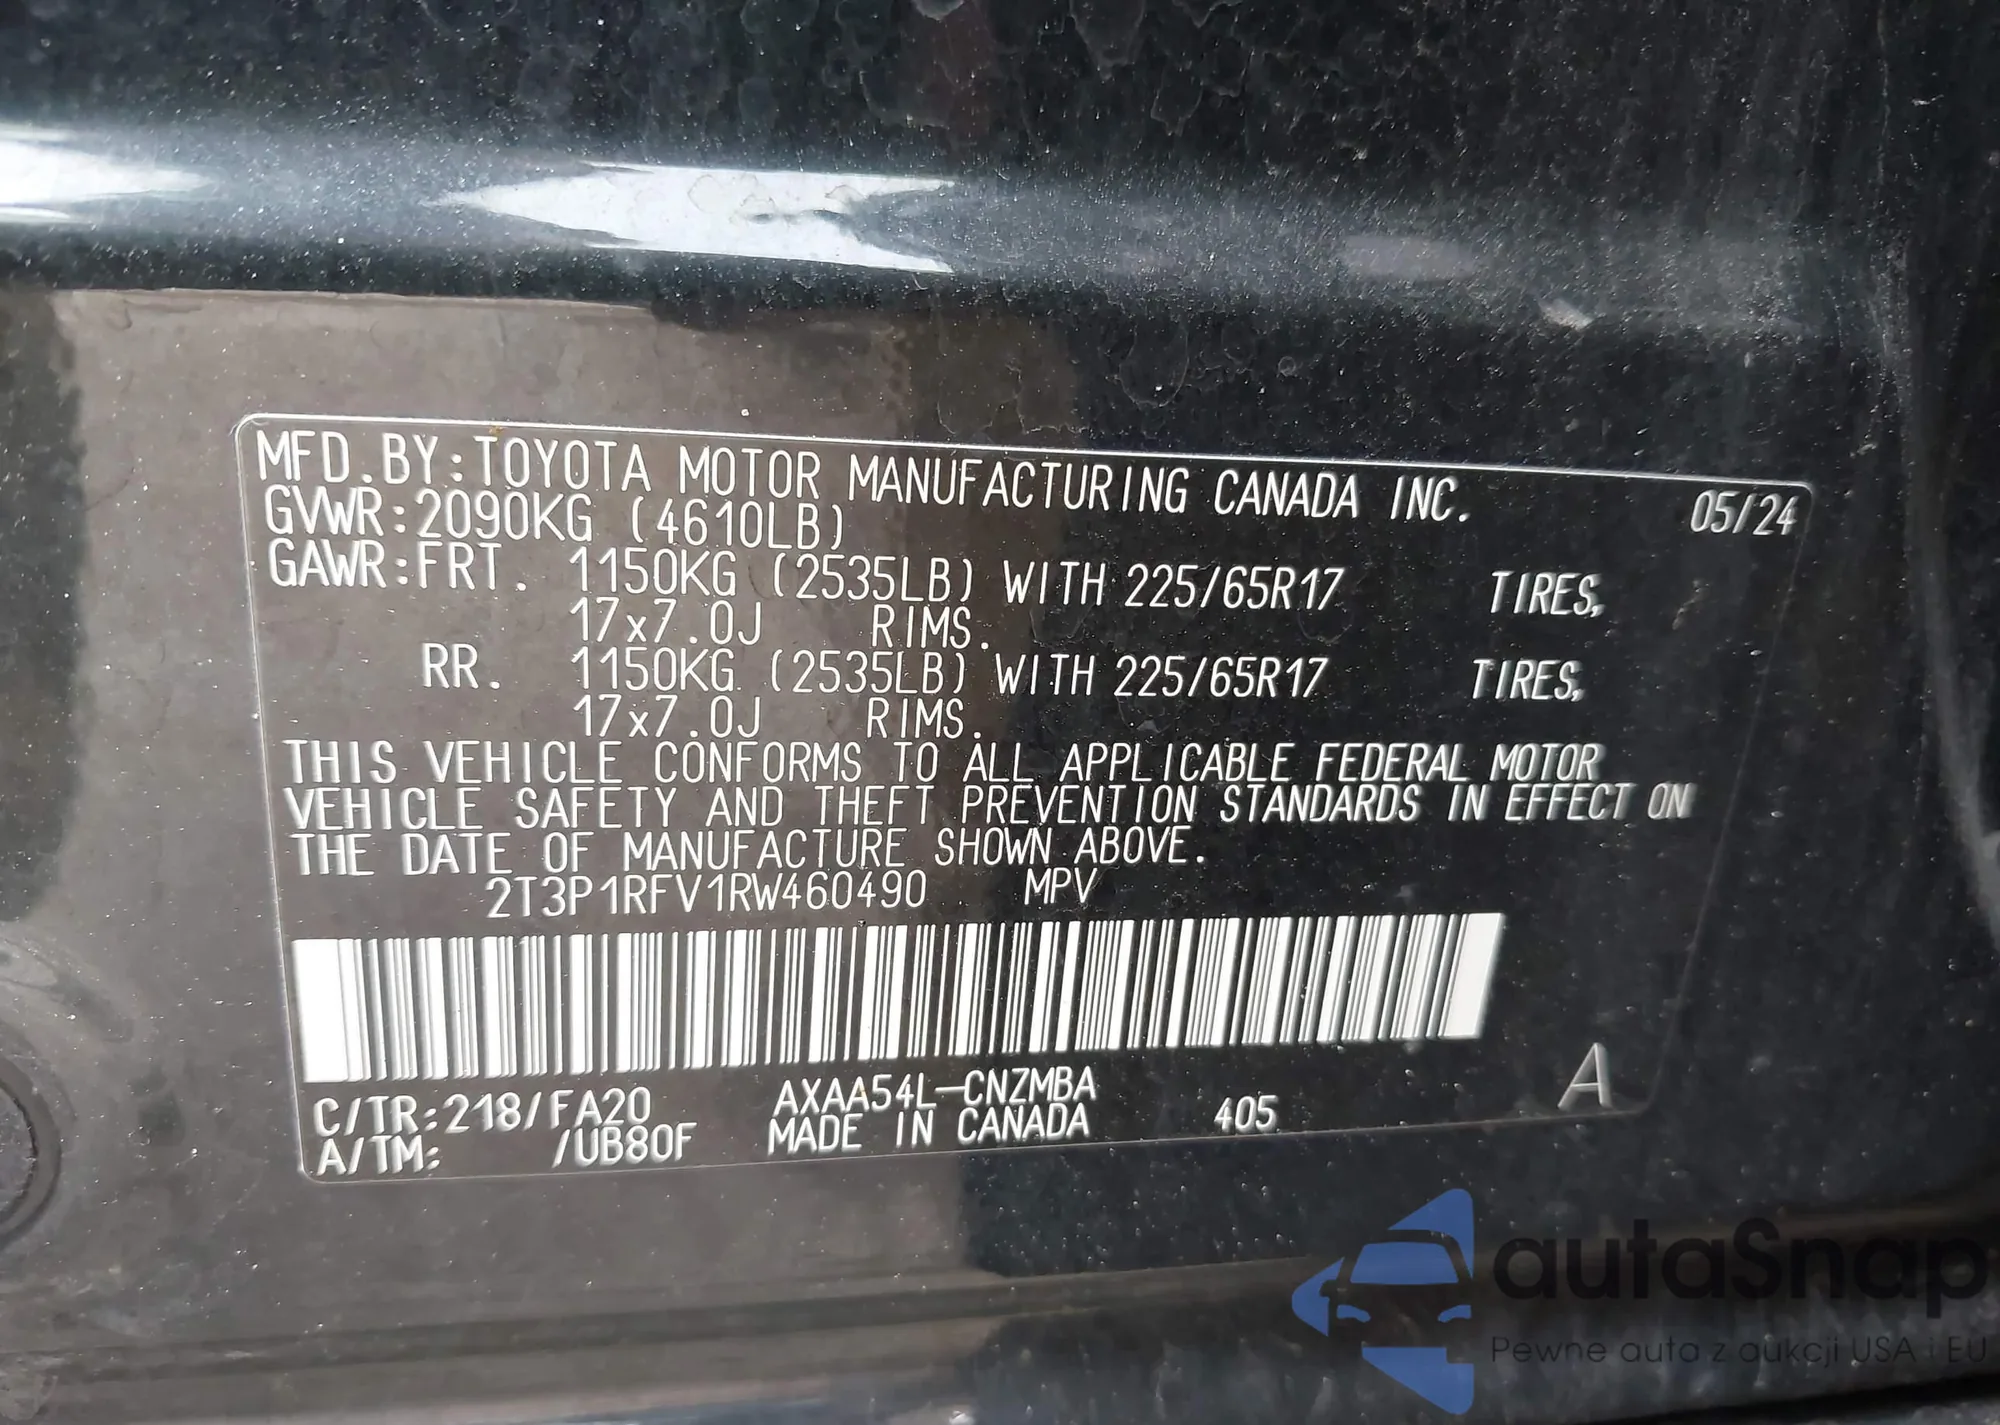 MFD.BY:TOYOTA MOTOR MANUFACTURING CANADA INC. 05/24
GVWR:2090KG (4610LB)
GAWR:FRT. 1150KG (2535LB) WITH 225/65R17 TIRES,
17x7.0J RIMS.
RR. 1150KG (2535LB) WITH 225/65R17 TIRES,
17x7.0J RIMS.
THIS VEHICLE CONFORMS TO ALL APPLICABLE FEDERAL MOTOR
VEHICLE SAFETY AND THEFT PREVENTION STANDARDS IN EFFECT ON
THE DATE OF MANUFACTURE SHOWN ABOVE.
2T3P1RFV1RW460490 MPV
C/TR:218/FA20 AXAA54L-CNZMBA 405 A
A/TM: /UB80F MADE IN CANADA
autaSnap
Pewne auta z aukcji USA i EU